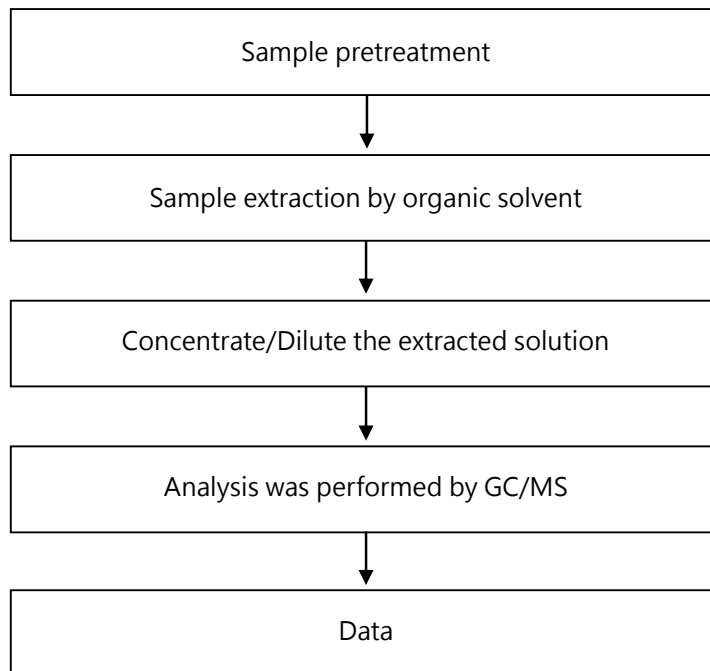 Sample pretreatment
Sample extraction by organic solvent
Concentrate/Dilute the extracted solution
Analysis was performed by GC/MS
Data